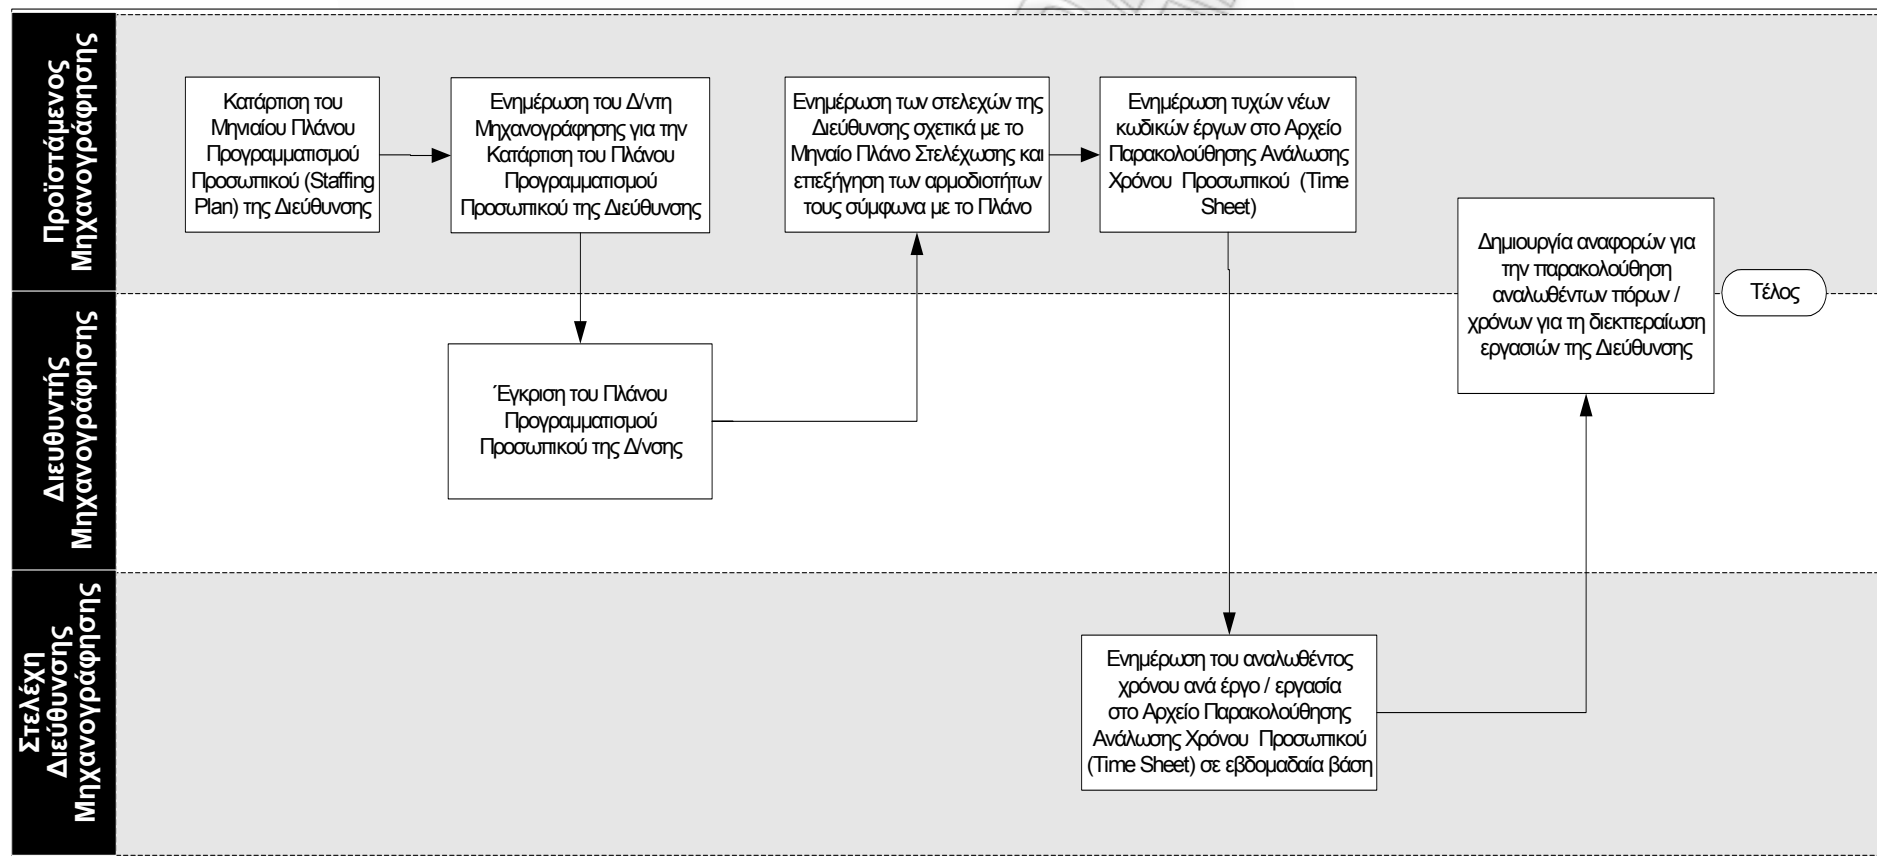 Προϊστάμενος
Μηχανογράφησης
Κατάρτιση του
Μηνιαίου Πλάνου
Προγραμματισμού
Προσωπικού (Staffing
Plan) της Διεύθυνσης
Ενημέρωση του Δ/ντη
Μηχανογράφησης για την
Κατάρτιση του Πλάνου
Προγραμματισμού
Προσωπικού της Διεύθυνσης
Ενημέρωση των στελεχών της
Διεύθυνσης σχετικά με το
Μηναίο Πλάνο Στελέχωσης και
επεξήγηση των αρμοδιοτήτων
τους σύμφωνα με το Πλάνο
Ενημέρωση τυχών νέων
κωδικών έργων στο Αρχείο
Παρακολούθησης Ανάλωσης
Χρόνου Προσωπικού (Time
Sheet)
Δημιουργία αναφορών για
την παρακολούθηση
αναλωθέντων πόρων /
χρόνων για τη διεκπεραίωση
εργασιών της Διεύθυνσης
Τέλος
Διευθυντής
Μηχανογράφησης
Έγκριση του Πλάνου
Προγραμματισμού
Προσωπικού της Δ/νσης
Στελέχη
Διεύθυνσης
Μηχανογράφησης
Ενημέρωση του αναλωθέντος
χρόνου ανά έργο / εργασία
στο Αρχείο Παρακολούθησης
Ανάλωσης Χρόνου Προσωπικού
(Time Sheet) σε εβδομαδαία βάση